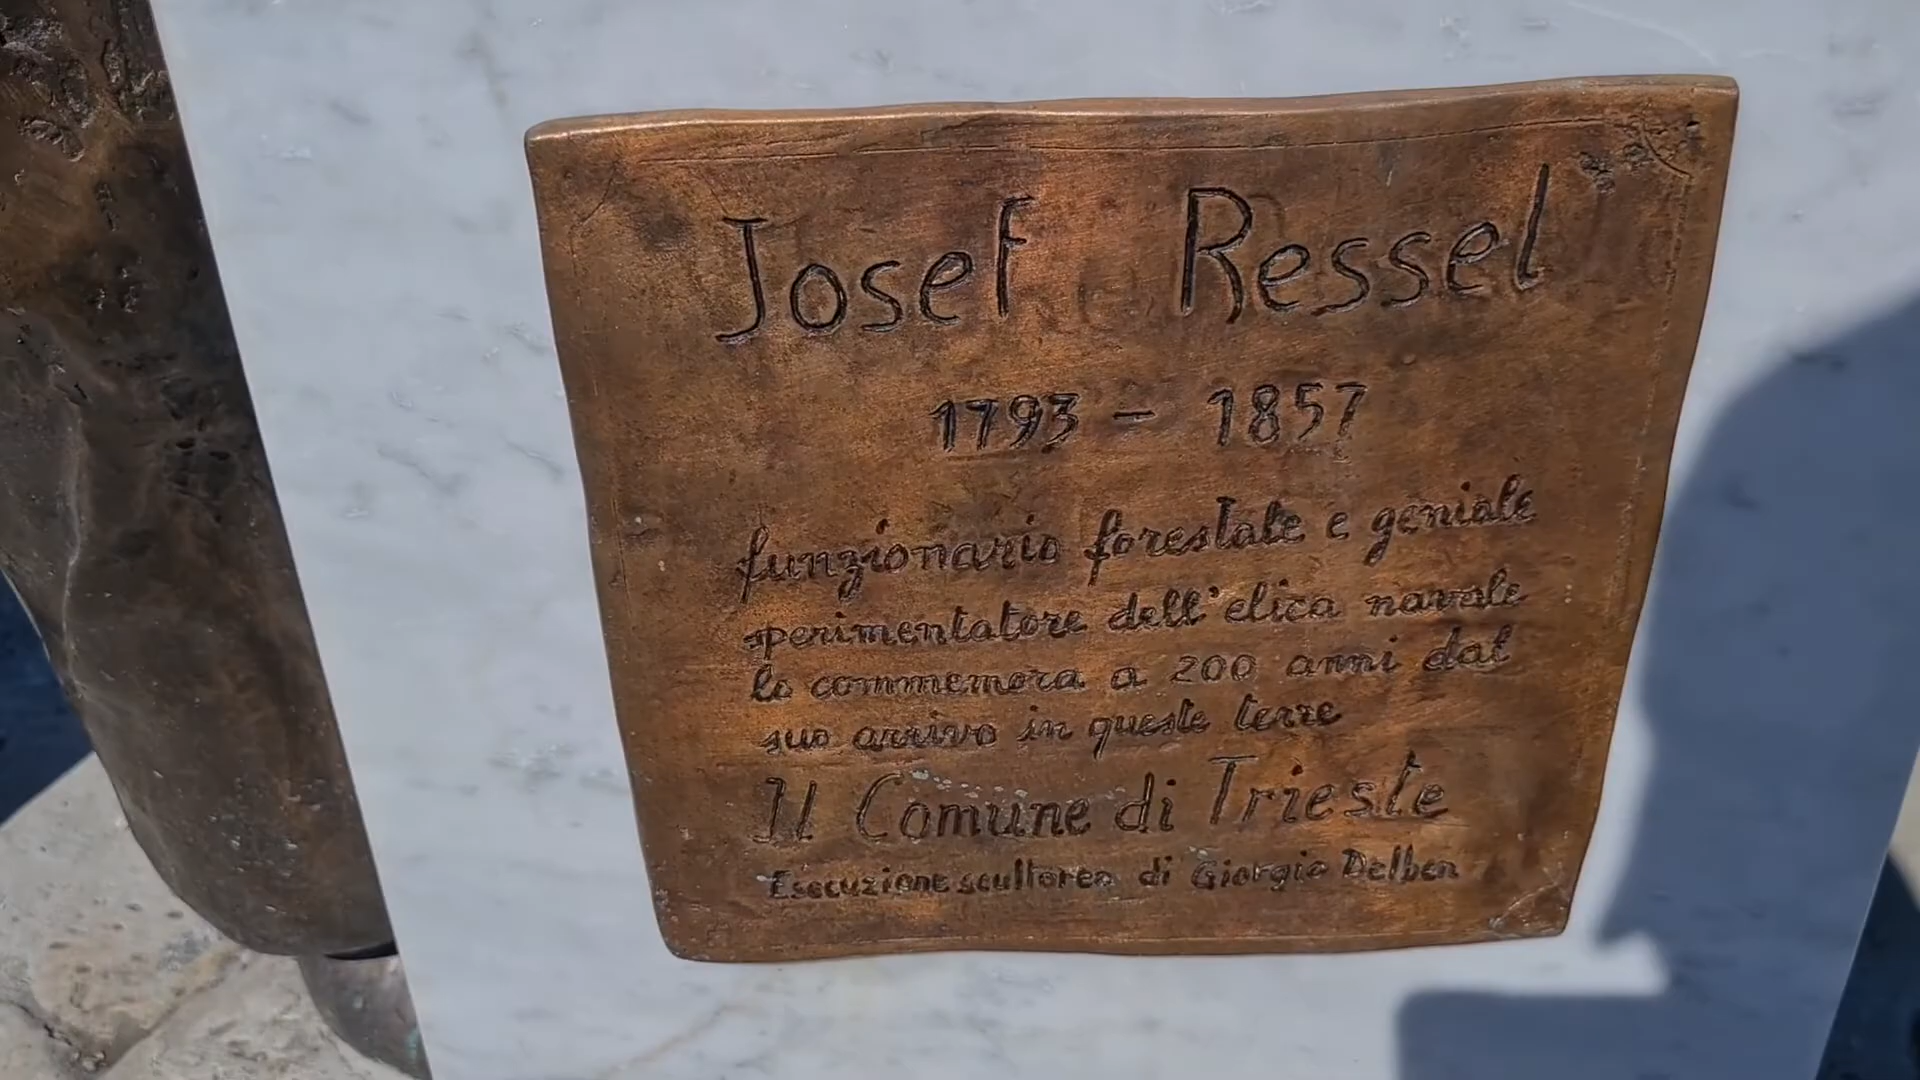 Josef Ressel
1793 - 1857
funzionario forestale e geniale
sperimentatore dell'elica navale
lo commemora a 200 anni dal
suo arrivo in queste terre
Il Comune di Trieste
Esecuzione scultorea di Giorgio Delben